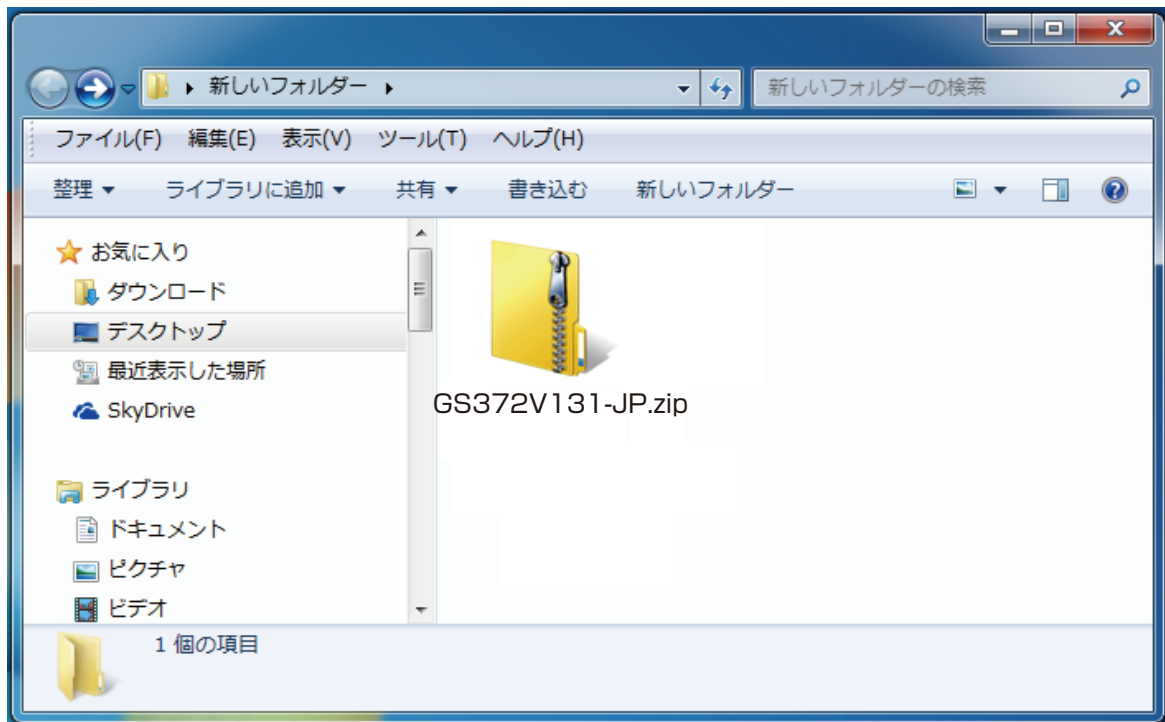 新しいフォルダー
新しいフォルダーの検索
ファイル(F) 編集(E) 表示(V) ツール(T) ヘルプ(H)
整理 ライブラリに追加 共有 書き込む 新しいフォルダー
お気に入り
ダウンロード
デスクトップ
最近表示した場所
SkyDrive
ライブラリ
ドキュメント
ピクチャ
ビデオ
GS372V131-JP.zip
1 個の項目